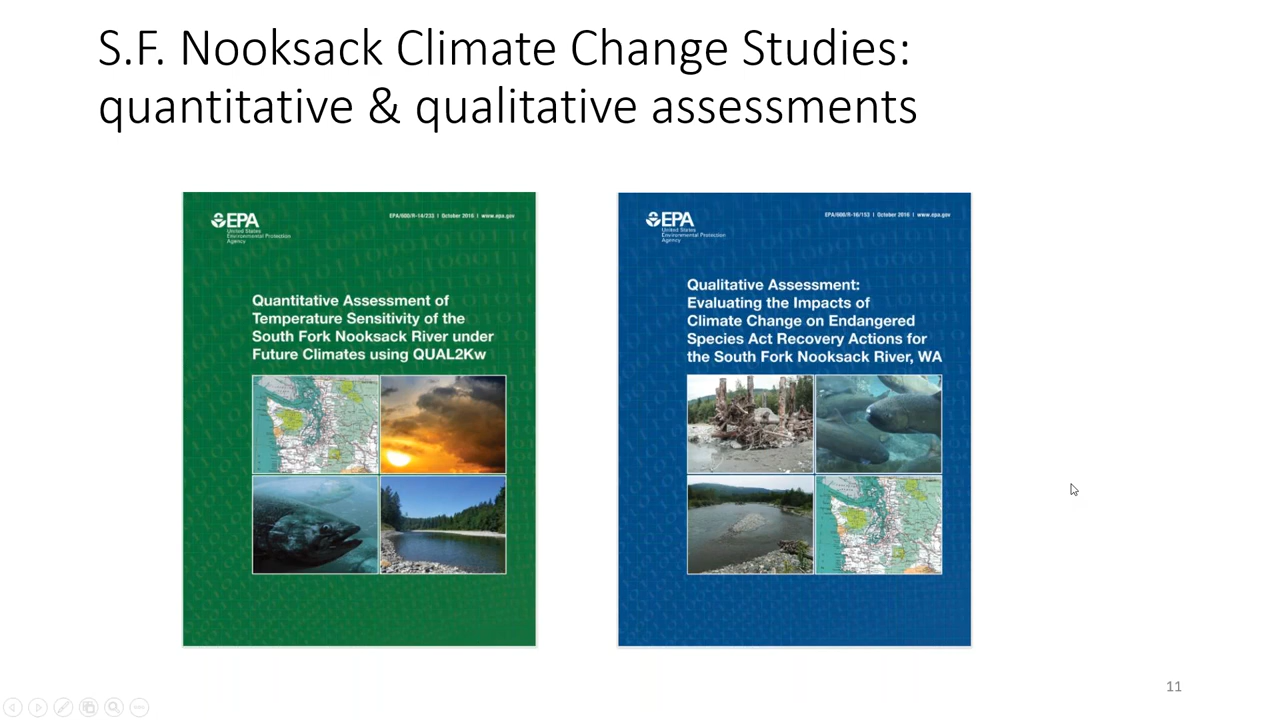 S.F. Nooksack Climate Change Studies:
quantitative & qualitative assessments
EPA
United States
Environmental Protection
Agency
EPA/600/R-14/233 I October 2016 I www.epa.gov
Quantitative Assessment of
Temperature Sensitivity of the
South Fork Nooksack River under
Future Climates using QUAL2Kw
EPA
United States
Environmental Protection
Agency
EPA/600/R-16/153 I October 2016 I www.epa.gov
Qualitative Assessment:
Evaluating the Impacts of
Climate Change on Endangered
Species Act Recovery Actions for
the South Fork Nooksack River, WA
11